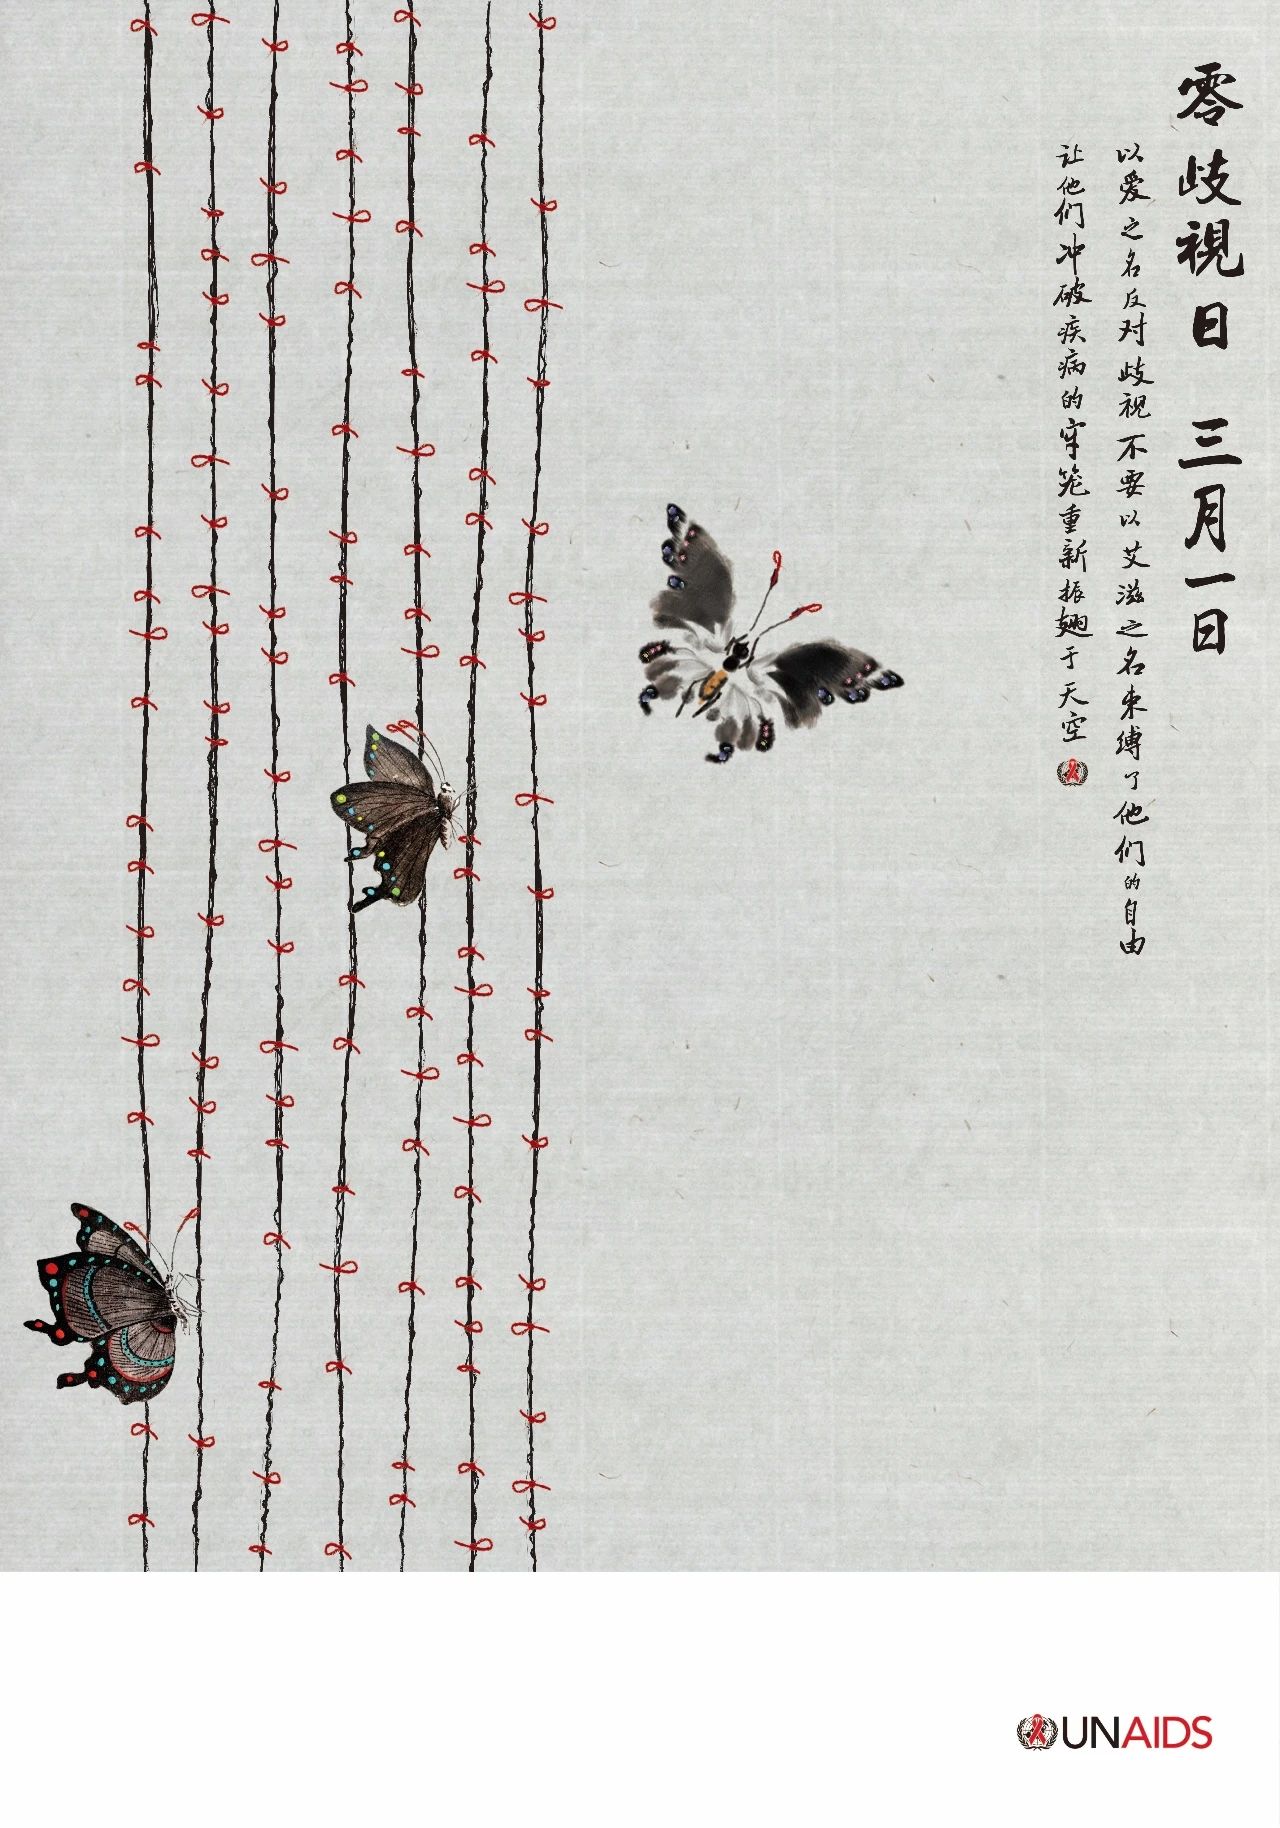 零歧視日 三月一日
以爱之名反对歧视不要以艾滋之名束缚了他们的自由
让他们冲破疾病的牢笼重新振翅于天空
UNAIDS